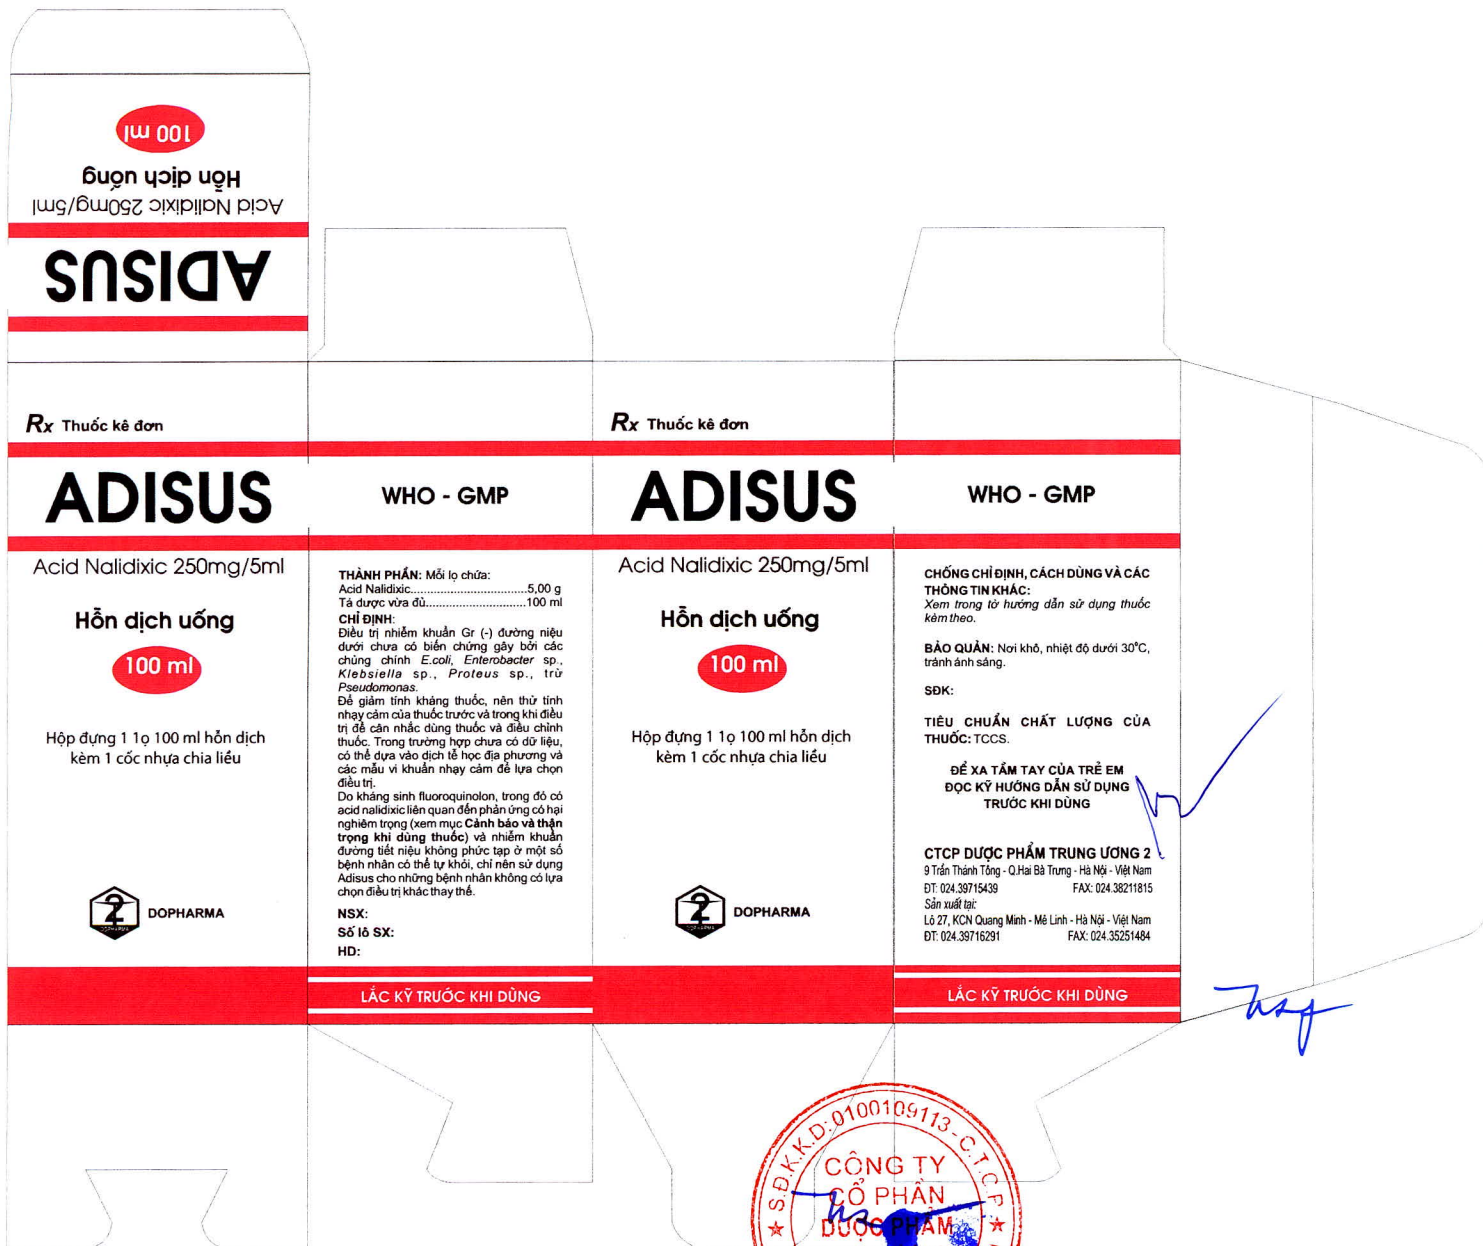 100 ml
Hỗn dịch uống
Acid Nalidixic 250mg/5ml
ADISUS
Rx Thuốc kê đơn
ADISUS
Acid Nalidixic 250mg/5ml
Hỗn dịch uống
100 ml
Hộp đựng 1 1ọ 100 ml hỗn dịch
kèm 1 cốc nhựa chia liều
2
DOPHARMA
DOPHARMA
WHO - GMP
THÀNH PHẦN: Mỗi lọ chứa:
Acid Nalidixic...................................5,00 g
Tá dược vừa đủ..............................100 ml
CHỈ ĐỊNH:
Điều trị nhiễm khuẩn Gr (-) đường niệu
dưới chưa có biến chứng gây bởi các
chủng chính E.coli, Enterobacter sp.,
Klebsiella sp., Proteus sp., trừ
Pseudomonas.
Để giảm tính kháng thuốc, nên thử tính
nhạy cảm của thuốc trước và trong khi điều
trị để cân nhắc dùng thuốc và điều chỉnh
thuốc. Trong trường hợp chưa có dữ liệu,
có thể dựa vào dịch tễ học địa phương và
các mẫu vi khuẩn nhạy cảm để lựa chọn
điều trị.
Do kháng sinh fluoroquinolon, trong đó có
acid nalidixic liên quan đến phản ứng có hại
nghiêm trọng (xem mục Cảnh báo và thận
trọng khi dùng thuốc) và nhiễm khuẩn
đường tiết niệu không phức tạp ở một số
bệnh nhân có thể tự khỏi, chỉ nên sử dụng
Adisus cho những bệnh nhân không có lựa
chọn điều trị khác thay thế.
NSX:
Số lô SX:
HD:
LẮC KỸ TRƯỚC KHI DÙNG
Rx Thuốc kê đơn
ADISUS
Acid Nalidixic 250mg/5ml
Hỗn dịch uống
100 ml
Hộp đựng 1 1ọ 100 ml hỗn dịch
kèm 1 cốc nhựa chia liều
2
DOPHARMA
DOPHARMA
WHO - GMP
CHỐNG CHỈ ĐỊNH, CÁCH DÙNG VÀ CÁC
THÔNG TIN KHÁC:
Xem trong tờ hướng dẫn sử dụng thuốc
kèm theo.
BẢO QUẢN: Nơi khô, nhiệt độ dưới 30°C,
tránh ánh sáng.
SĐK:
TIÊU CHUẨN CHẤT LƯỢNG CỦA
THUỐC: TCCS.
ĐỂ XA TẦM TAY CỦA TRẺ EM
ĐỌC KỸ HƯỚNG DẪN SỬ DỤNG
TRƯỚC KHI DÙNG
CTCP DƯỢC PHẨM TRUNG ƯƠNG 2
9 Trần Thánh Tông - Q.Hai Bà Trưng - Hà Nội - Việt Nam
ĐT: 024.39715439 FAX: 024.38211815
Sản xuất tại:
Lô 27, KCN Quang Minh - Mê Linh - Hà Nội - Việt Nam
ĐT: 024.39716291 FAX: 024.35251484
LẮC KỸ TRƯỚC KHI DÙNG
S.Đ.K.K.D: 0100109113 - C.T.C.P
CÔNG TY
CỔ PHẦN
DƯỢC PHẨM